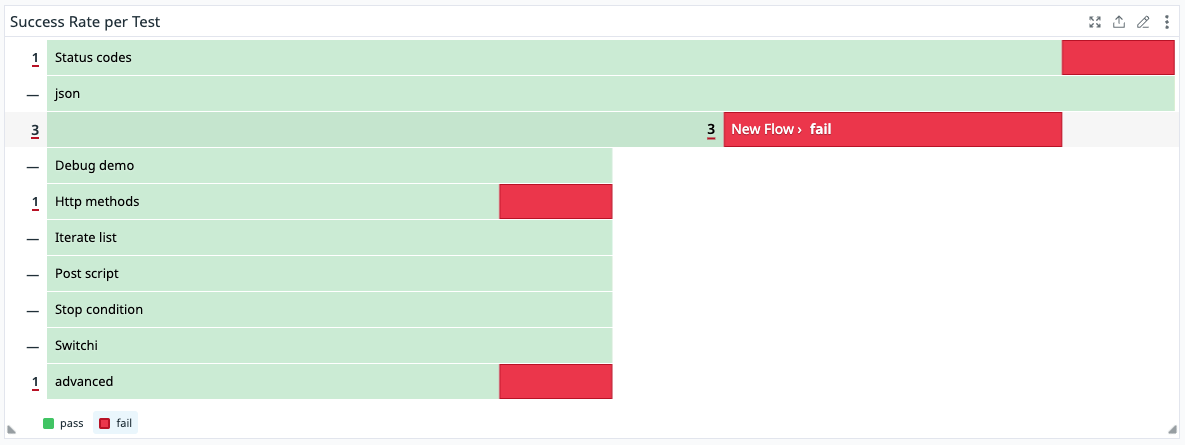 Success Rate per Test
1 Status codes
— json
3 3 New Flow › fail
— Debug demo
1 Http methods
— Iterate list
— Post script
— Stop condition
— Switchi
1 advanced
pass fail